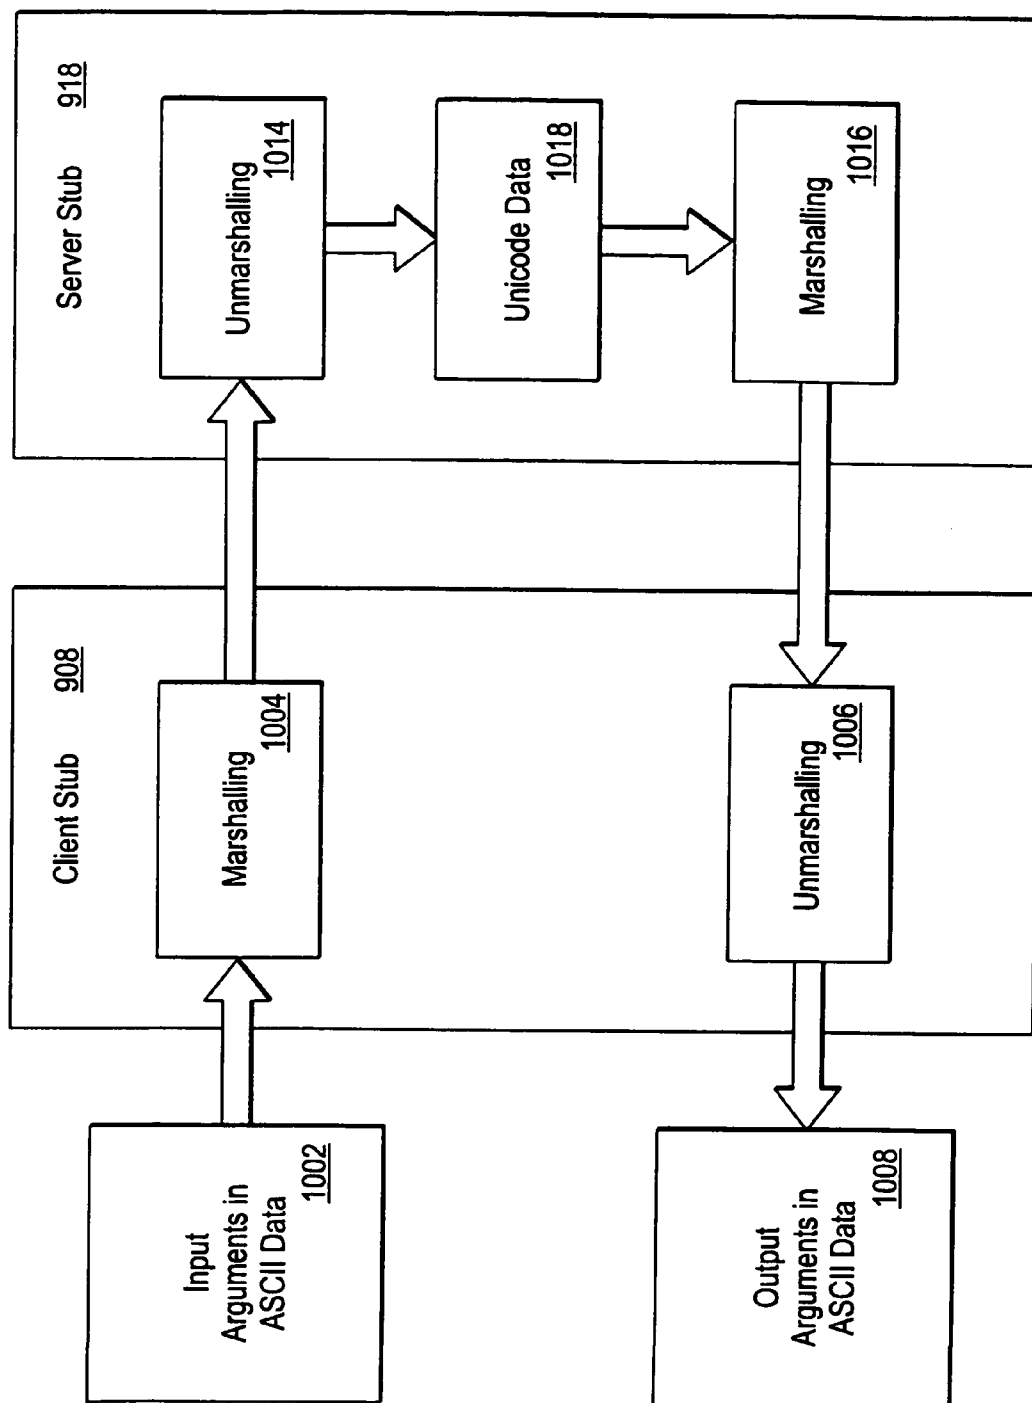 Input
Arguments in
ASCII Data
1002
Client Stub 908
Marshalling
1004
Server Stub 918
Unmarshalling
1014
Unicode Data
1018
Marshalling
1016
Unmarshalling
1006
Output
Arguments in
ASCII Data
1008